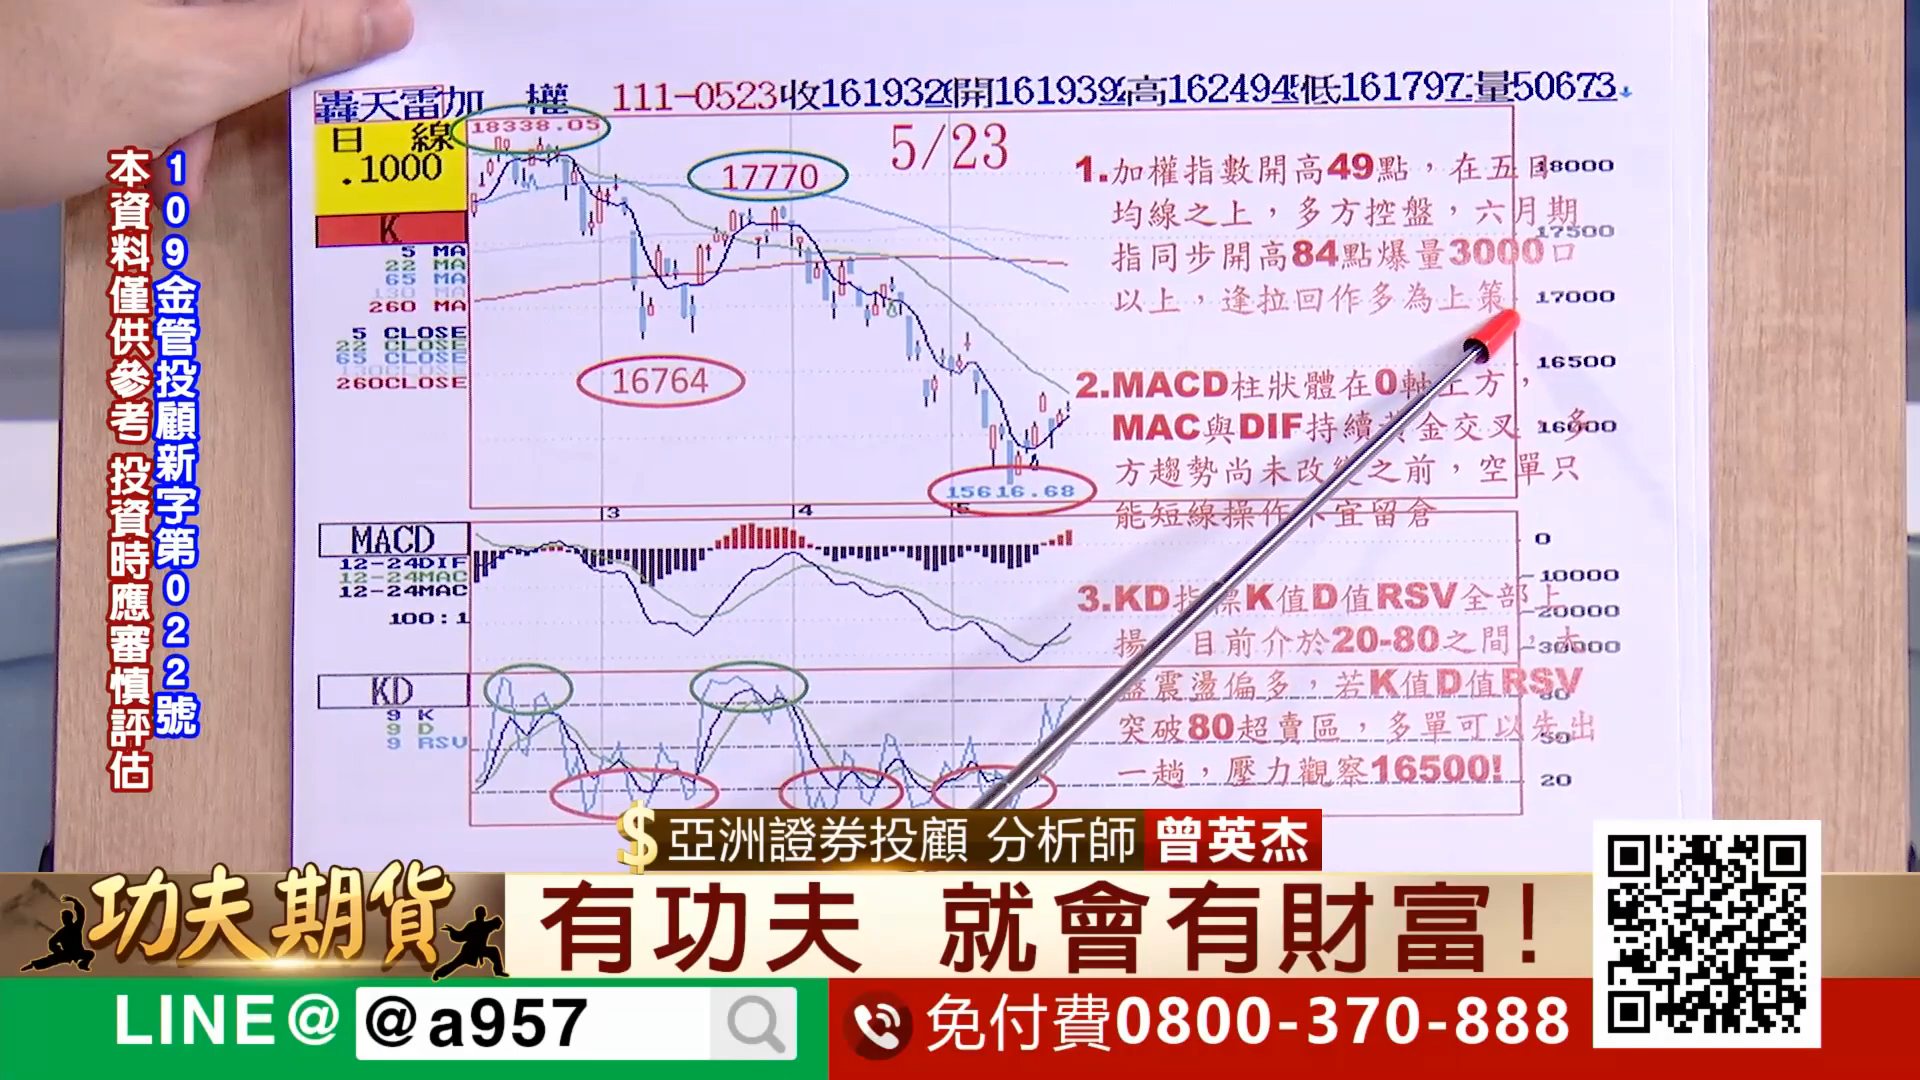 轟天雷加 權 111-0523收161932開161939高162494低161797量50673
日 線
.1000
K
5 MA
22 MA
65 MA
130 MA
260 MA
5 CLOSE
22 CLOSE
65 CLOSE
130CLOSE
260CLOSE
18338.05
17770
5/23
16764
15616.68
3 4 5
1.加權指數開高49點，在五日
均線之上，多方控盤，六月期
指同步開高84點爆量3000口
以上，逢拉回作多為上策
2.MACD柱狀體在0軸上方，
MAC與DIF持續黃金交叉，多
方趨勢尚未改變之前，空單只
能短線操作不宜留倉
3.KD指標K值D值RSV全部上
揚，目前介於20-80之間，大
盤震盪偏多，若K值D值RSV
突破80超賣區，多單可以先出
一趟，壓力觀察16500!
18000
17500
17000
16500
16000
MACD
12-24DIF
12-24MAC
12-24MAC
100:1
0
-10000
-20000
-30000
KD
9 K
9 D
9 RSV
80
50
20
109金管投顧新字第022號
本資料僅供參考 投資時應審慎評估
$亞洲證券投顧 分析師 曾英杰
功夫期貨
有功夫 就會有財富!
LINE@ @a957
免付費0800-370-888